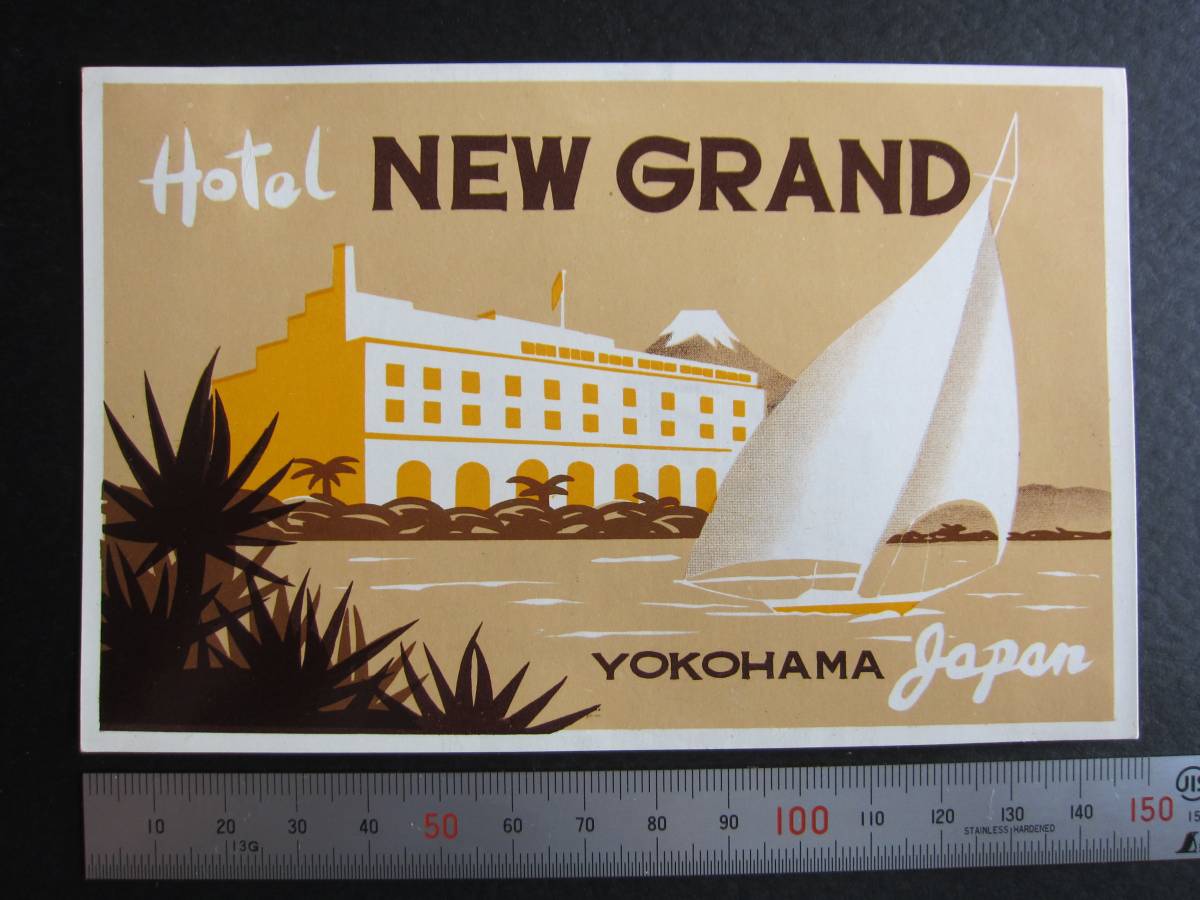 Hotel NEW GRAND
YOKOHAMA Japan
10 20 30 40 50 60 70 80 90 100 110 120 130 140 150
13G
STAINLESS HARDENED
JIS